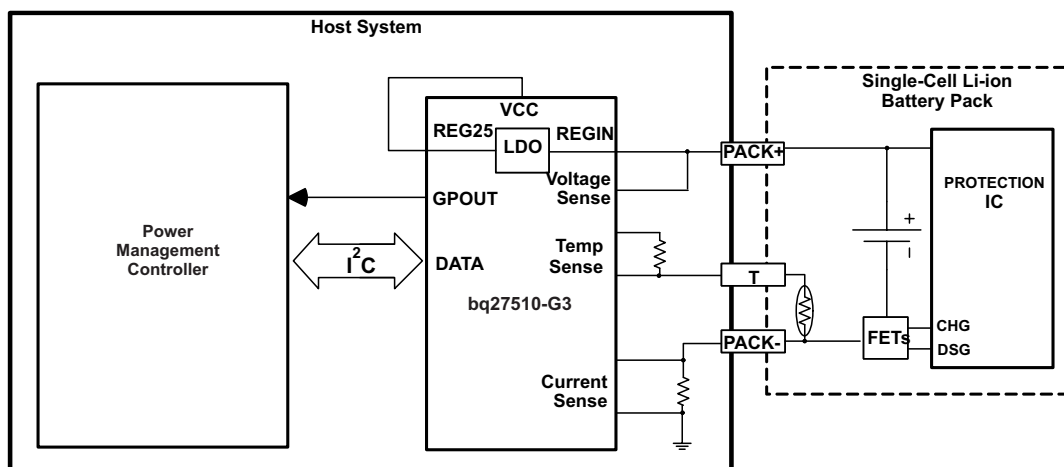 Host System
Single-Cell Li-ion
Battery Pack
VCC
REG25
LDO
REGIN
PACK+
Voltage
Sense
GPOUT
PROTECTION
IC
Power
Management
Controller
I2C
DATA
Temp
Sense
+
–
T
bq27510-G3
PACK-
FETs
CHG
DSG
Current
Sense